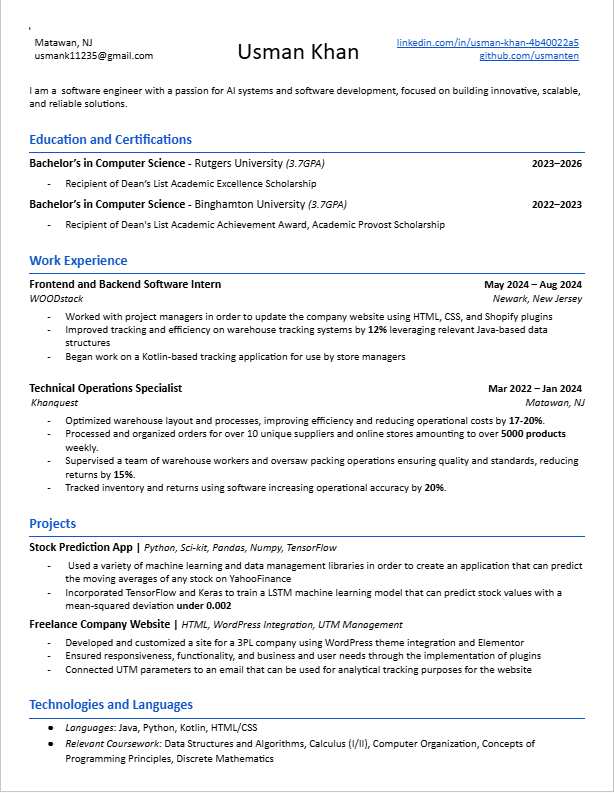 Matawan, NJ
usmank11235@gmail.com
Usman Khan
linkedin.com/in/usman-khan-4b40022a5
github.com/usmanten
I am a  software engineer with a passion for AI systems and software development, focused on building innovative, scalable,
and reliable solutions.
Education and Certifications
Bachelor's in Computer Science - Rutgers University (3.7GPA) 2023–2026
- Recipient of Dean's List Academic Excellence Scholarship
Bachelor's in Computer Science - Binghamton University (3.7GPA) 2022–2023
- Recipient of Dean's List Academic Achievement Award, Academic Provost Scholarship
Work Experience
Frontend and Backend Software Intern May 2024 – Aug 2024
WOODstack Newark, New Jersey
- Worked with project managers in order to update the company website using HTML, CSS, and Shopify plugins
- Improved tracking and efficiency on warehouse tracking systems by 12% leveraging relevant Java-based data
structures
- Began work on a Kotlin-based tracking application for use by store managers
Technical Operations Specialist Mar 2022 – Jan 2024
Khanquest Matawan, NJ
- Optimized warehouse layout and processes, improving efficiency and reducing operational costs by 17-20%.
- Processed and organized orders for over 10 unique suppliers and online stores amounting to over 5000 products
weekly.
- Supervised a team of warehouse workers and oversaw packing operations ensuring quality and standards, reducing
returns by 15%.
- Tracked inventory and returns using software increasing operational accuracy by 20%.
Projects
Stock Prediction App | Python, Sci-kit, Pandas, Numpy, TensorFlow
- Used a variety of machine learning and data management libraries in order to create an application that can predict
the moving averages of any stock on YahooFinance
- Incorporated TensorFlow and Keras to train a LSTM machine learning model that can predict stock values with a
mean-squared deviation under 0.002
Freelance Company Website | HTML, WordPress Integration, UTM Management
- Developed and customized a site for a 3PL company using WordPress theme integration and Elementor
- Ensured responsiveness, functionality, and business and user needs through the implementation of plugins
- Connected UTM parameters to an email that can be used for analytical tracking purposes for the website
Technologies and Languages
● Languages: Java, Python, Kotlin, HTML/CSS
● Relevant Coursework: Data Structures and Algorithms, Calculus (I/II), Computer Organization, Concepts of
Programming Principles, Discrete Mathematics